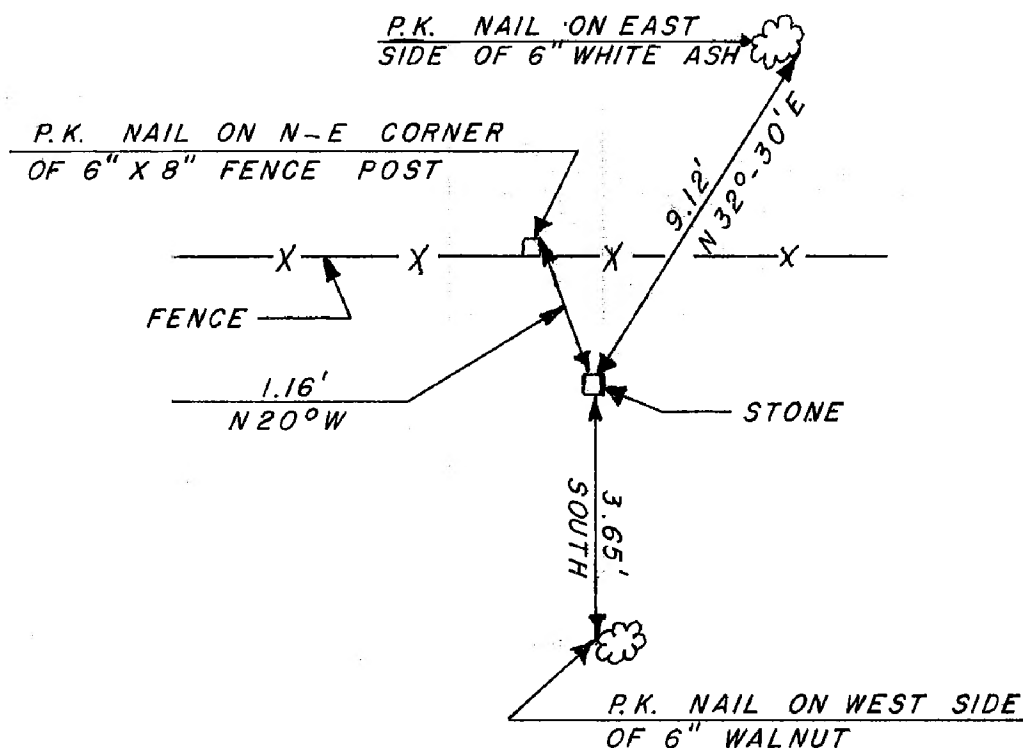 P.K. NAIL ON EAST
SIDE OF 6" WHITE ASH
P.K. NAIL ON N-E CORNER
OF 6" X 8" FENCE POST
9.12'
N 32°-30' E
X X X X
FENCE
1.16'
N 20° W
STONE
3.65'
SOUTH
P.K. NAIL ON WEST SIDE
OF 6" WALNUT